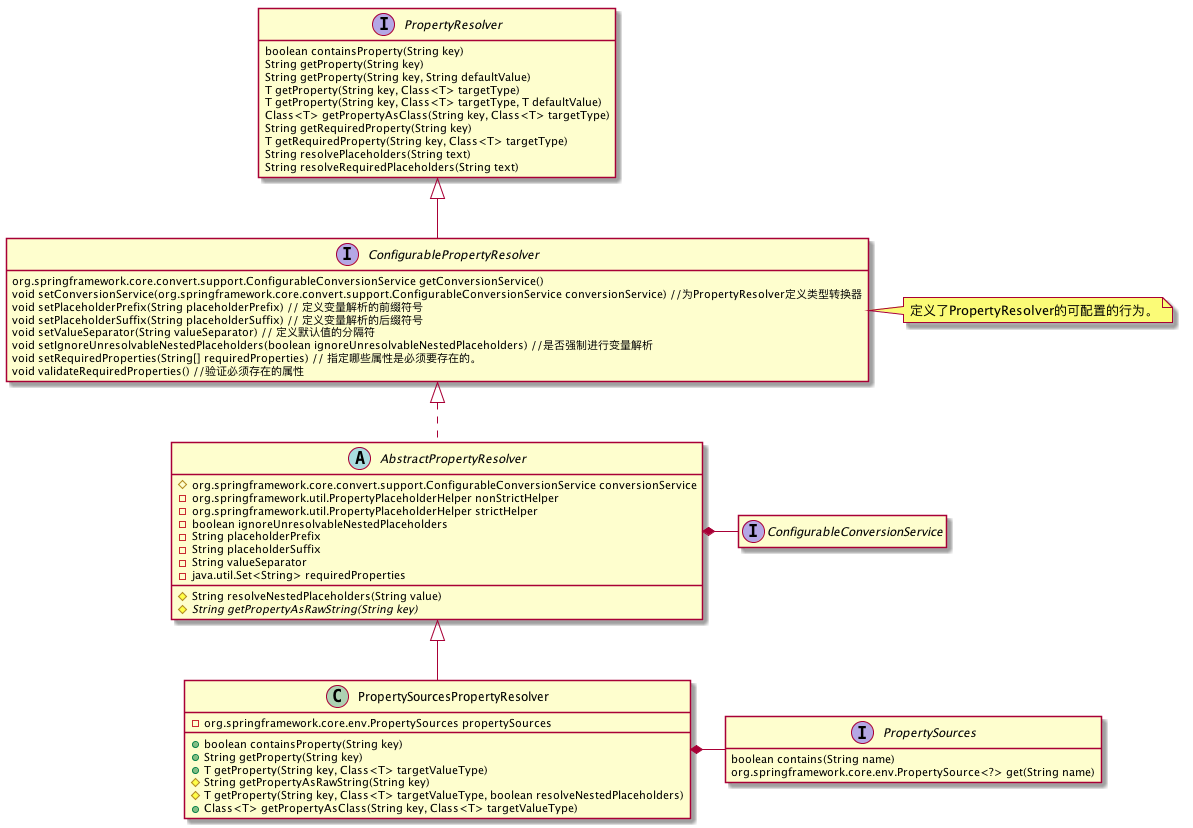 I PropertyResolver
boolean containsProperty(String key)
String getProperty(String key)
String getProperty(String key, String defaultValue)
T getProperty(String key, Class<T> targetType)
T getProperty(String key, Class<T> targetType, T defaultValue)
Class<T> getPropertyAsClass(String key, Class<T> targetType)
String getRequiredProperty(String key)
T getRequiredProperty(String key, Class<T> targetType)
String resolvePlaceholders(String text)
String resolveRequiredPlaceholders(String text)
I ConfigurablePropertyResolver
org.springframework.core.convert.support.ConfigurableConversionService getConversionService()
void setConversionService(org.springframework.core.convert.support.ConfigurableConversionService conversionService) //为PropertyResolver定义类型转换器
void setPlaceholderPrefix(String placeholderPrefix) // 定义变量解析的前缀符号
void setPlaceholderSuffix(String placeholderSuffix) // 定义变量解析的后缀符号
void setValueSeparator(String valueSeparator) // 定义默认值的分隔符
void setIgnoreUnresolvableNestedPlaceholders(boolean ignoreUnresolvableNestedPlaceholders) //是否强制进行变量解析
void setRequiredProperties(String[] requiredProperties) // 指定哪些属性是必须要存在的。
void validateRequiredProperties() //验证必须存在的属性
定义了PropertyResolver的可配置的行为。
A AbstractPropertyResolver
org.springframework.core.convert.support.ConfigurableConversionService conversionService
org.springframework.util.PropertyPlaceholderHelper nonStrictHelper
org.springframework.util.PropertyPlaceholderHelper strictHelper
boolean ignoreUnresolvableNestedPlaceholders
String placeholderPrefix
String placeholderSuffix
String valueSeparator
java.util.Set<String> requiredProperties
String resolveNestedPlaceholders(String value)
String getPropertyAsRawString(String key)
I ConfigurableConversionService
C PropertySourcesPropertyResolver
org.springframework.core.env.PropertySources propertySources
boolean containsProperty(String key)
String getProperty(String key)
T getProperty(String key, Class<T> targetValueType)
String getPropertyAsRawString(String key)
T getProperty(String key, Class<T> targetValueType, boolean resolveNestedPlaceholders)
Class<T> getPropertyAsClass(String key, Class<T> targetValueType)
I PropertySources
boolean contains(String name)
org.springframework.core.env.PropertySource<?> get(String name)